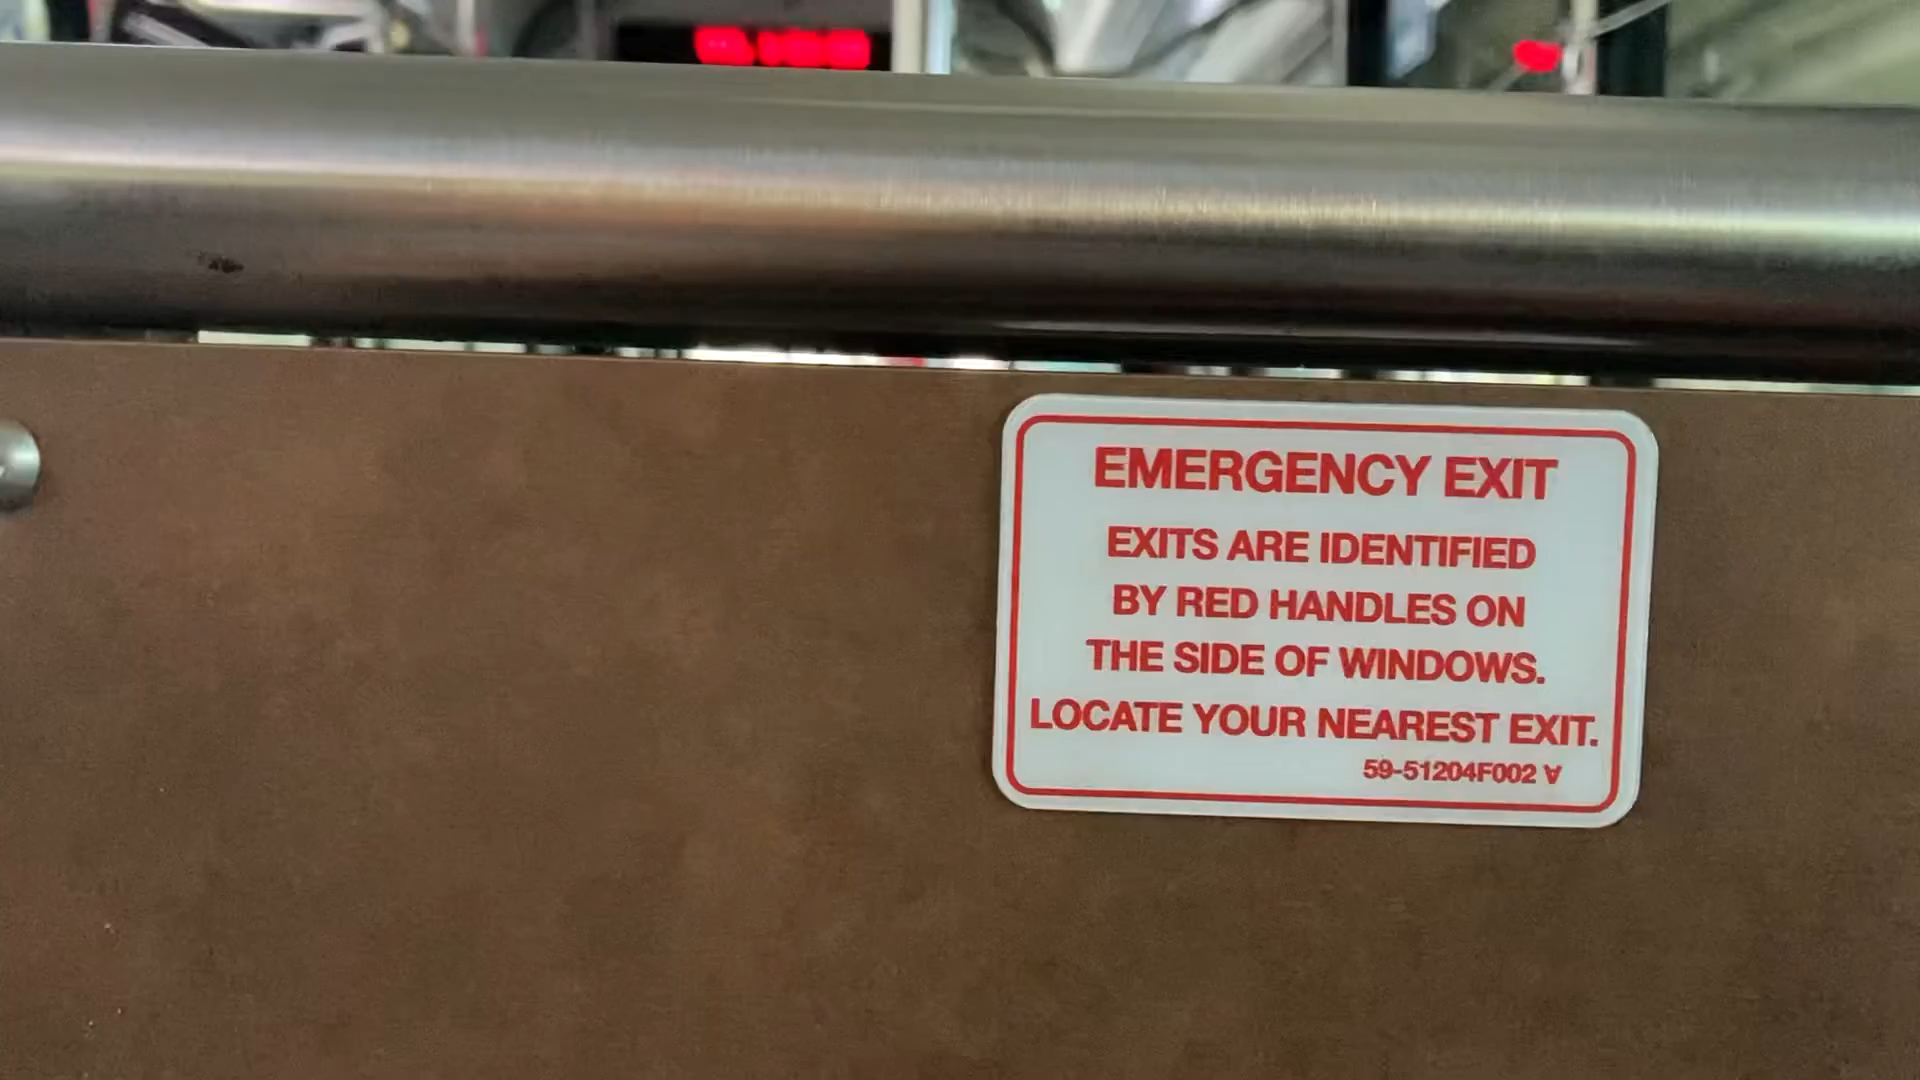 EMERGENCY EXIT
EXITS ARE IDENTIFIED
BY RED HANDLES ON
THE SIDE OF WINDOWS.
LOCATE YOUR NEAREST EXIT.
59-51204F002 ∀